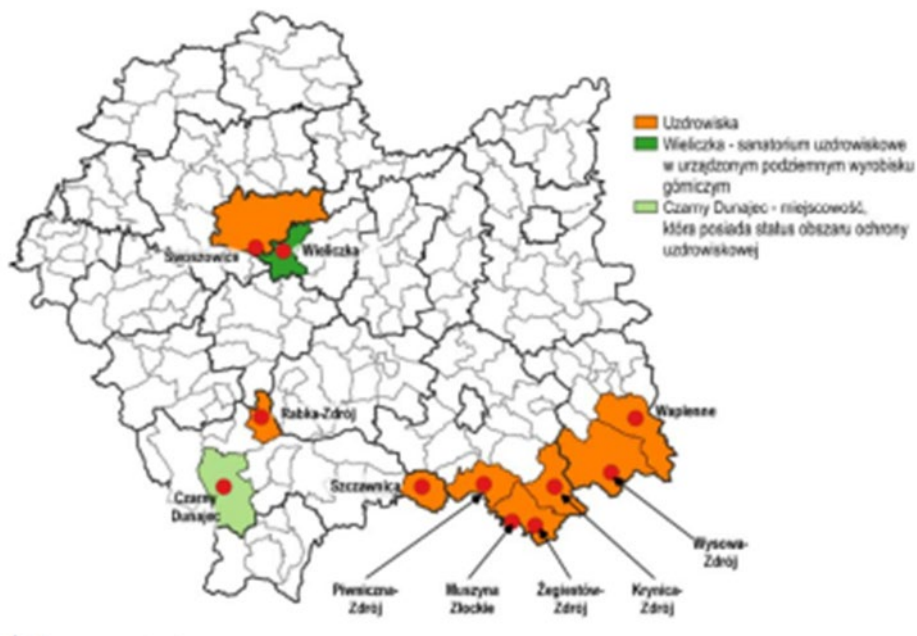 Uzdrowiska
Wieliczka - sanatorium uzdrowiskowe
w urządzonym podziemnym wyrobisku
górniczym
Czarny Dunajec - miejscowość,
która posiada status obszaru ochrony
uzdrowiskowej
Swoszowice
Wieliczka
Rabka-Zdrój
Wapienne
Szczawnica
Czarny
Dunajec
Wysowa-
Zdrój
Piwniczna-
Zdrój
Muszyna
Złockie
Żegiestów-
Zdrój
Krynica-
Zdrój